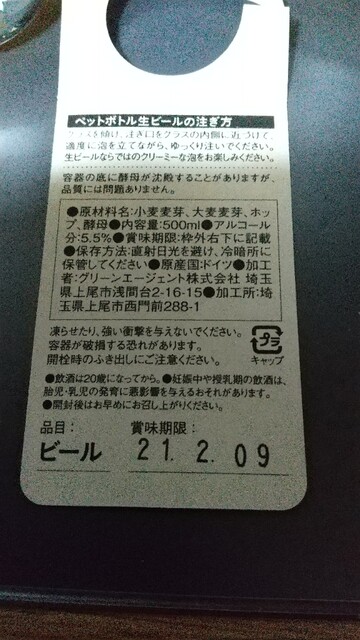 ペットボトル生ビールの注ぎ方
グラスを傾け、注ぎ口をグラスの内側に近づけて、
適度に泡を立てながら、ゆっくり注いでください。
生ビールならではのクリーミーな泡をお楽しみください。
容器の底に酵母が沈殿することがありますが、
品質には問題ありません。
●原材料名:小麦麦芽、大麦麦芽、ホッ
プ、酵母●内容量:500ml●アルコール
分:5.5%●賞味期限:枠外右下に記載
●保存方法:直射日光を避け、冷暗所に
保管してください●原産国:ドイツ●加工
者:グリーンエージェント株式会社 埼玉
県上尾市浅間台2-16-15●加工所:埼
玉県上尾市西門前288-1
凍らせたり、強い衝撃を与えないでください。
容器が破損する恐れがあります。
開栓時のふき出しにご注意ください。
プラ
キャップ
●飲酒は20歳になってから。●妊娠中や授乳期の飲酒は、
胎児・乳児の発育に悪影響を与えるおそれがあります。
●開封後はお早めにお召し上がりください。
品目: 賞味期限:
ビール 21. 2. 09